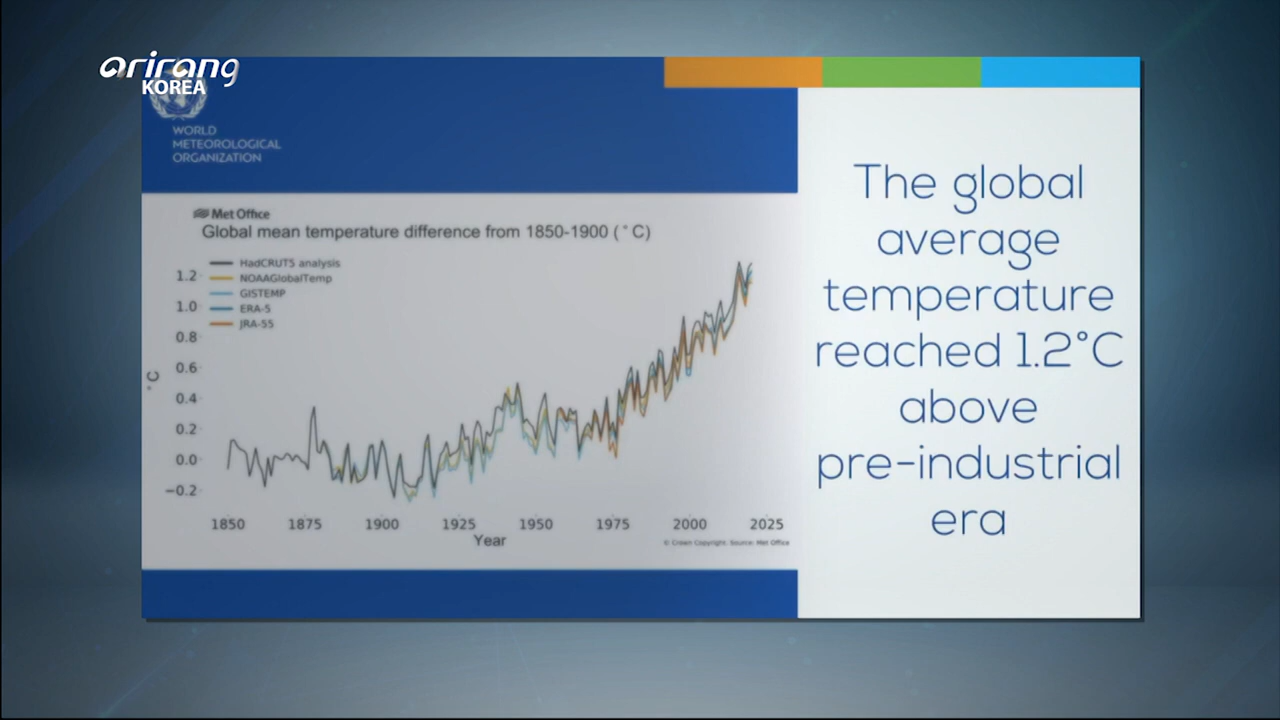 arirang
KOREA
WORLD
METEOROLOGICAL
ORGANIZATION
Met Office
Global mean temperature difference from 1850-1900 (°C)
HadCRUT5 analysis
NOAAGlobalTemp
GISTEMP
ERA-5
JRA-55
1.2
1.0
0.8
0.6
0.4
0.2
0.0
−0.2
°C
1850 1875 1900 1925 1950 1975 2000 2025
Year
© Crown Copyright. Source: Met Office
The global
average
temperature
reached 1.2°C
above
pre-industrial
era